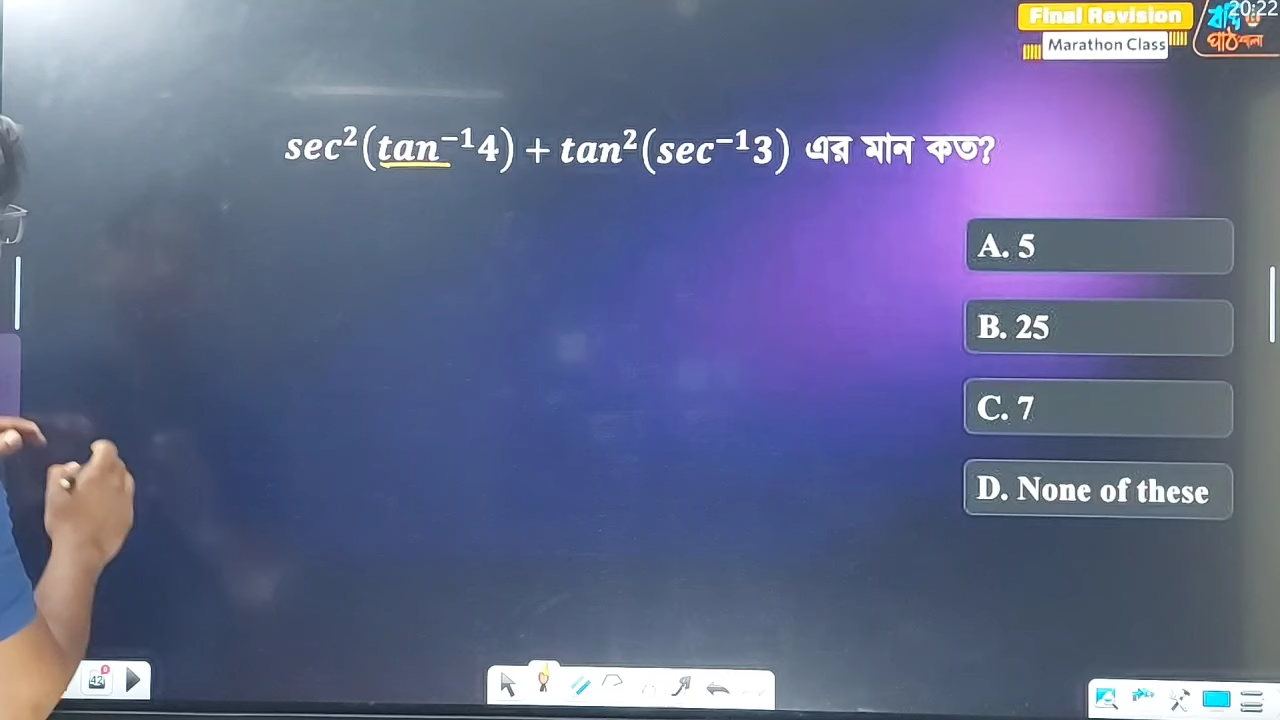 20:22
Final Revision
Marathon Class
পাঠশালা
sec²(tan⁻¹4) + tan²(sec⁻¹3) এর মান কত?
A. 5
B. 25
C. 7
D. None of these
42